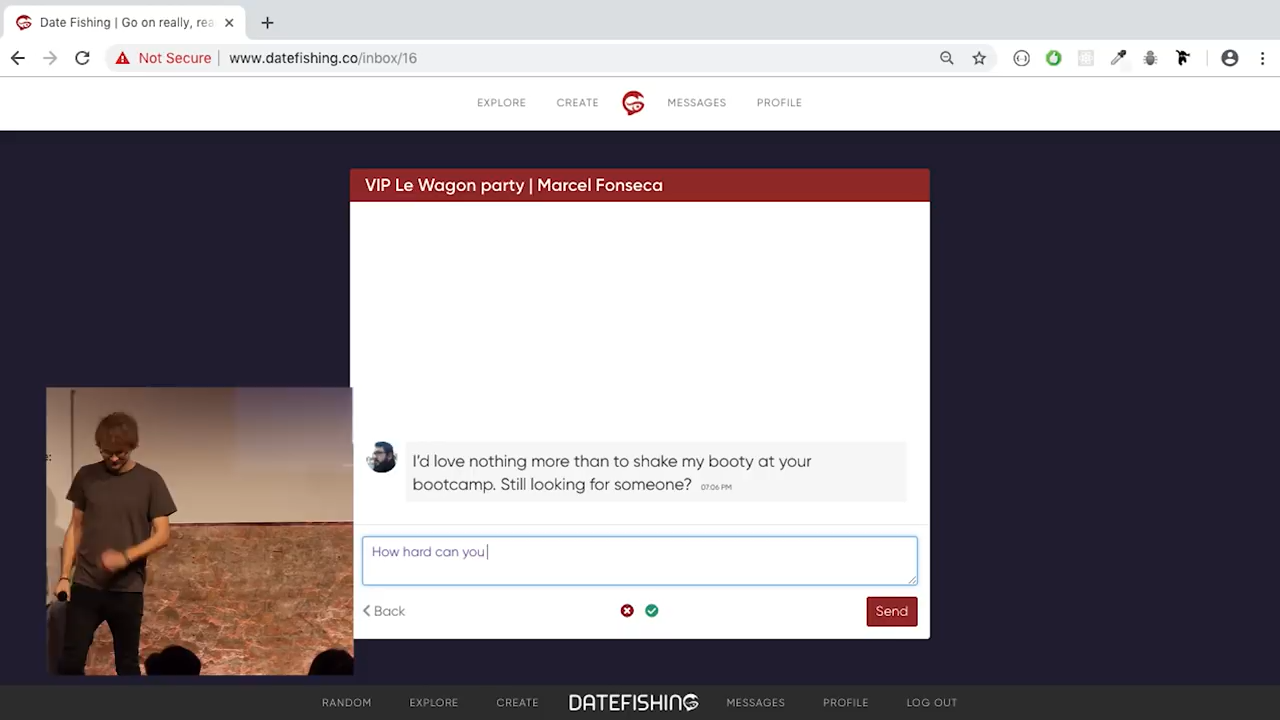 Date Fishing | Go on really, rea
Not Secure
www.datefishing.co/inbox/16
EXPLORE CREATE MESSAGES PROFILE
VIP Le Wagon party | Marcel Fonseca
I'd love nothing more than to shake my booty at your
bootcamp. Still looking for someone? 07:06 PM
How hard can you
Back
Send
e:
RANDOM EXPLORE CREATE DATEFISHING MESSAGES PROFILE LOG OUT